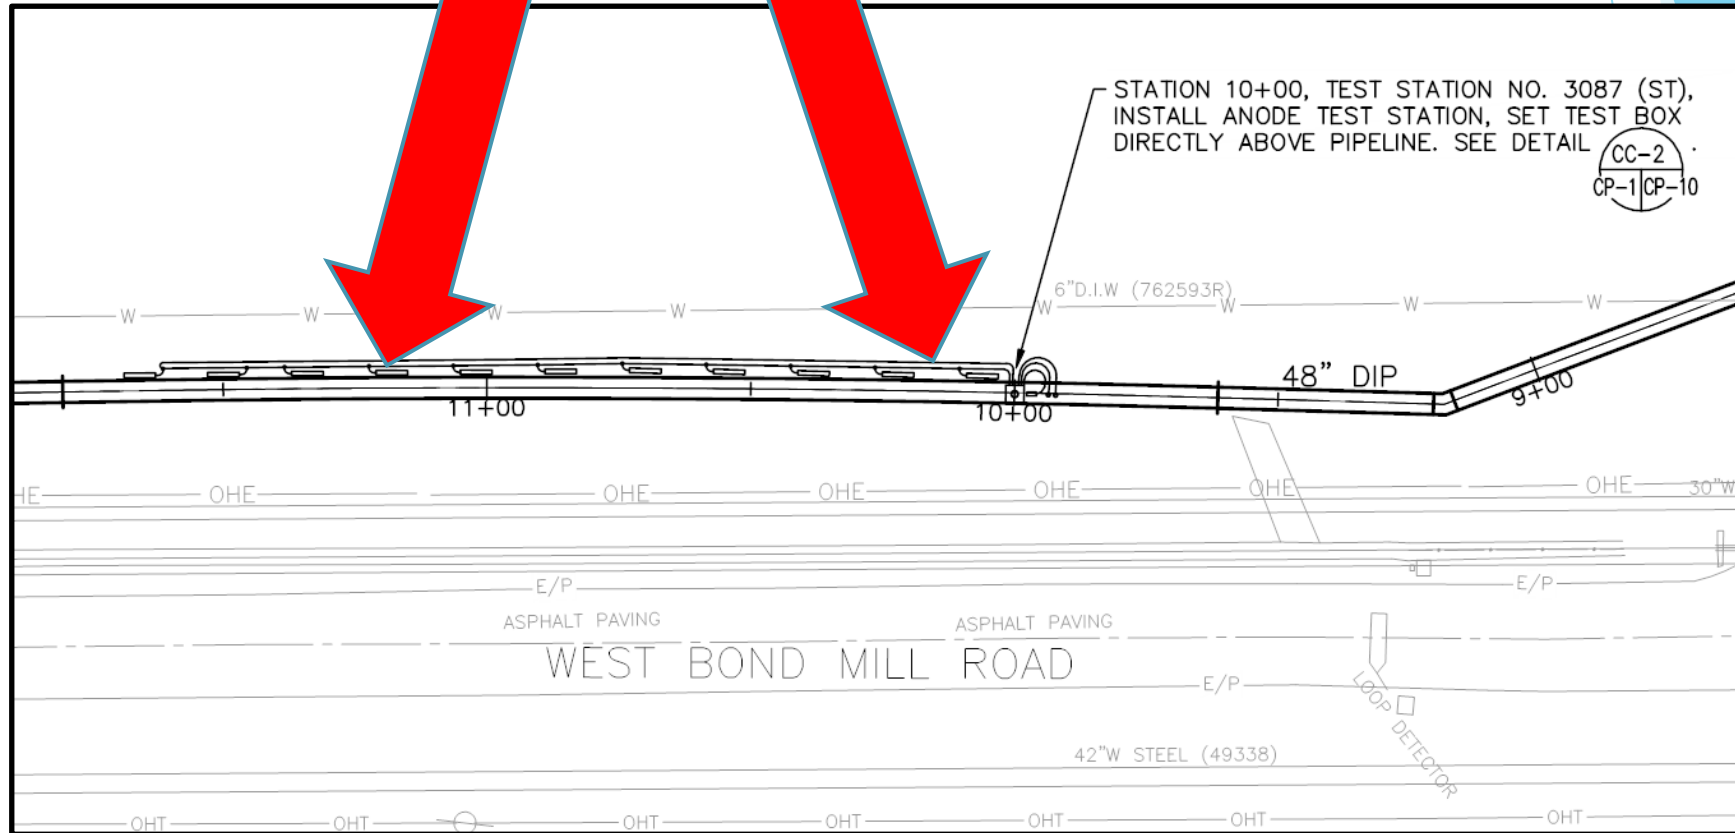 STATION 10+00, TEST STATION NO. 3087 (ST),
INSTALL ANODE TEST STATION, SET TEST BOX
DIRECTLY ABOVE PIPELINE. SEE DETAIL
CC-2 .
CP-1 CP-10
6"D.I.W (762593R)
W W W W W W W W
48" DIP
11+00 10+00 9+00
HE OHE OHE OHE OHE OHE OHE 30"W
E/P E/P
ASPHALT PAVING ASPHALT PAVING
WEST BOND MILL ROAD
E/P
LOOP DETECTOR
42"W STEEL (49338)
OHT OHT OHT OHT OHT OHT OHT